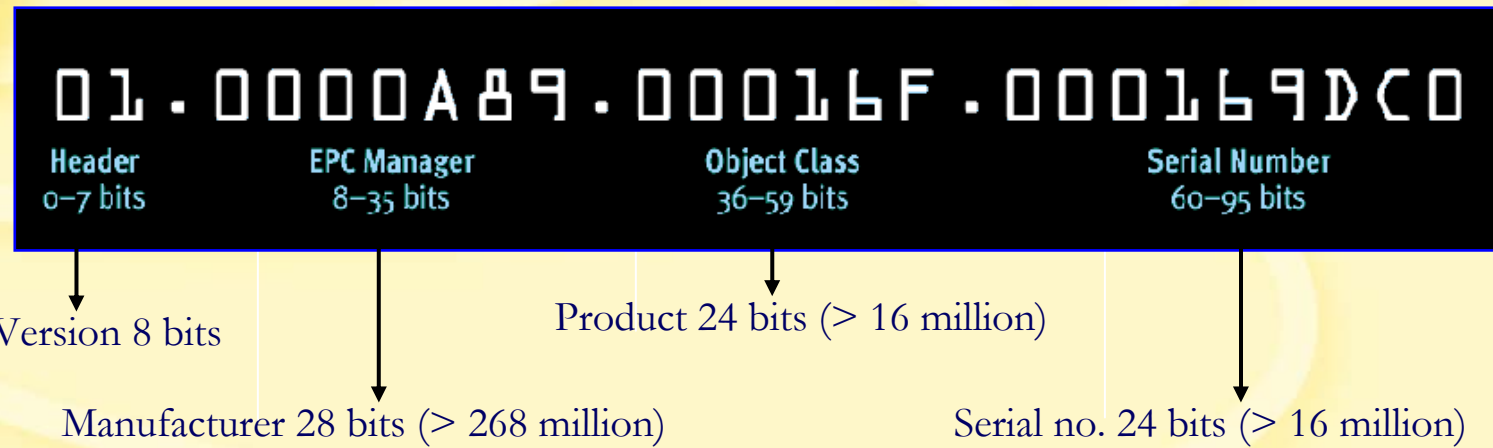 01.0000A89.00016F.000169DC0
Header EPC Manager Object Class Serial Number
0–7 bits 8–35 bits 36–59 bits 60–95 bits
Version 8 bits
Product 24 bits (> 16 million)
Manufacturer 28 bits (> 268 million)
Serial no. 24 bits (> 16 million)